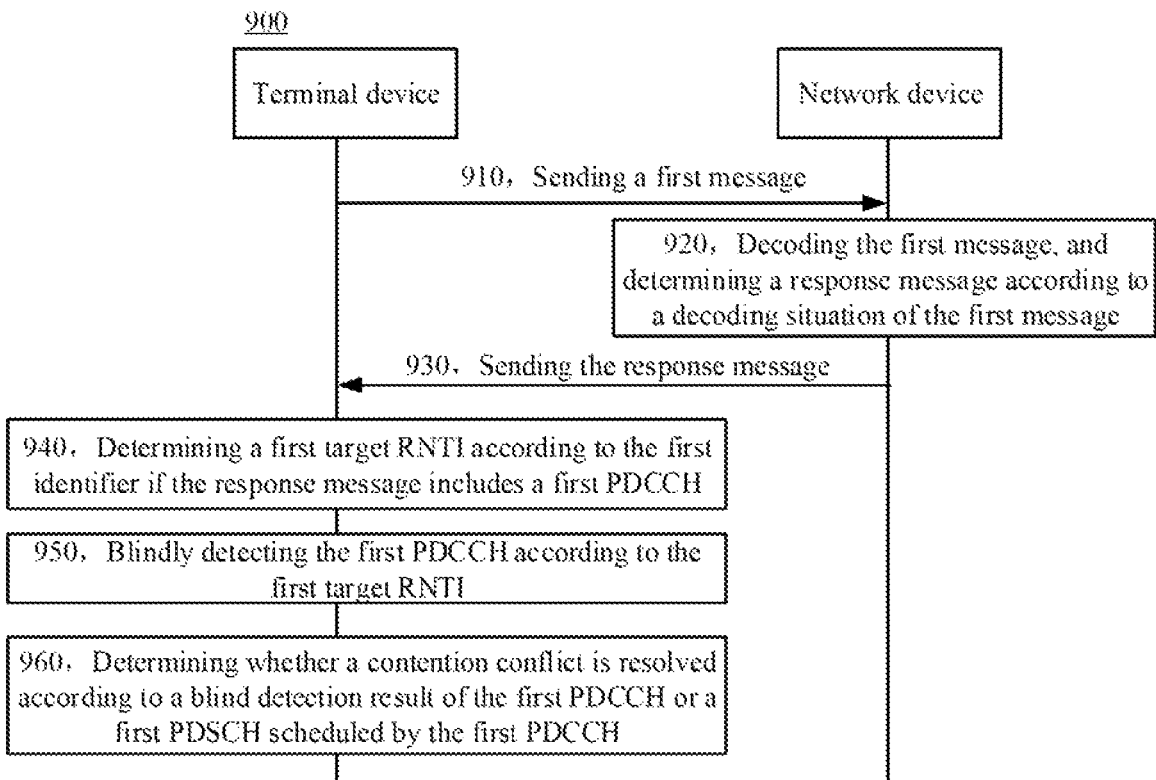 900
Terminal device
Network device
910, Sending a first message
920, Decoding the first message, and
determining a response message according to
a decoding situation of the first message
930, Sending the response message
940, Determining a first target RNTI according to the first
identifier if the response message includes a first PDCCH
950, Blindly detecting the first PDCCH according to the
first target RNTI
960, Determining whether a contention conflict is resolved
according to a blind detection result of the first PDCCH or a
first PDSCH scheduled by the first PDCCH